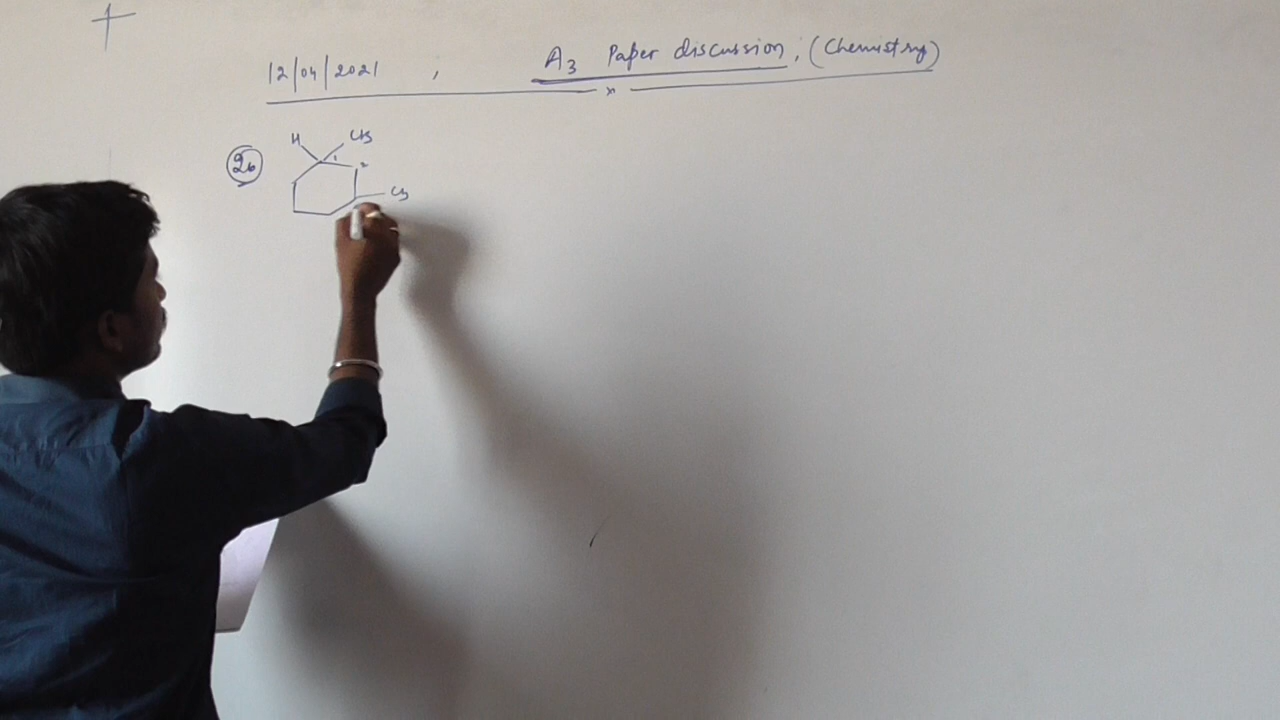 12/04/2021 , A3 Paper discussion, (Chemistry)
26
H CH3
1 2
CH3